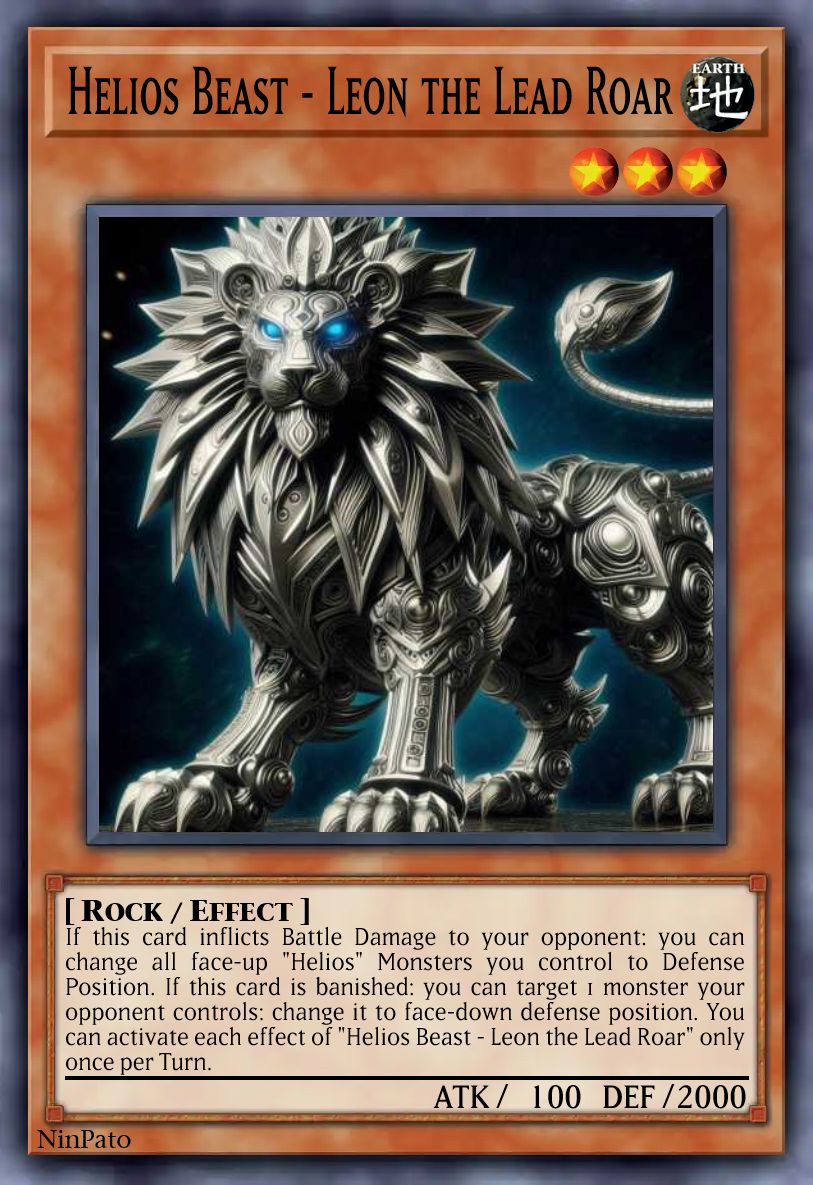 HELIOS BEAST - LEON THE LEAD ROAR
EARTH
地
[ ROCK / EFFECT ]
If this card inflicts Battle Damage to your opponent: you can
change all face-up "Helios" Monsters you control to Defense
Position. If this card is banished: you can target 1 monster your
opponent controls: change it to face-down defense position. You
can activate each effect of "Helios Beast - Leon the Lead Roar" only
once per Turn.
ATK / 100 DEF /2000
NinPato